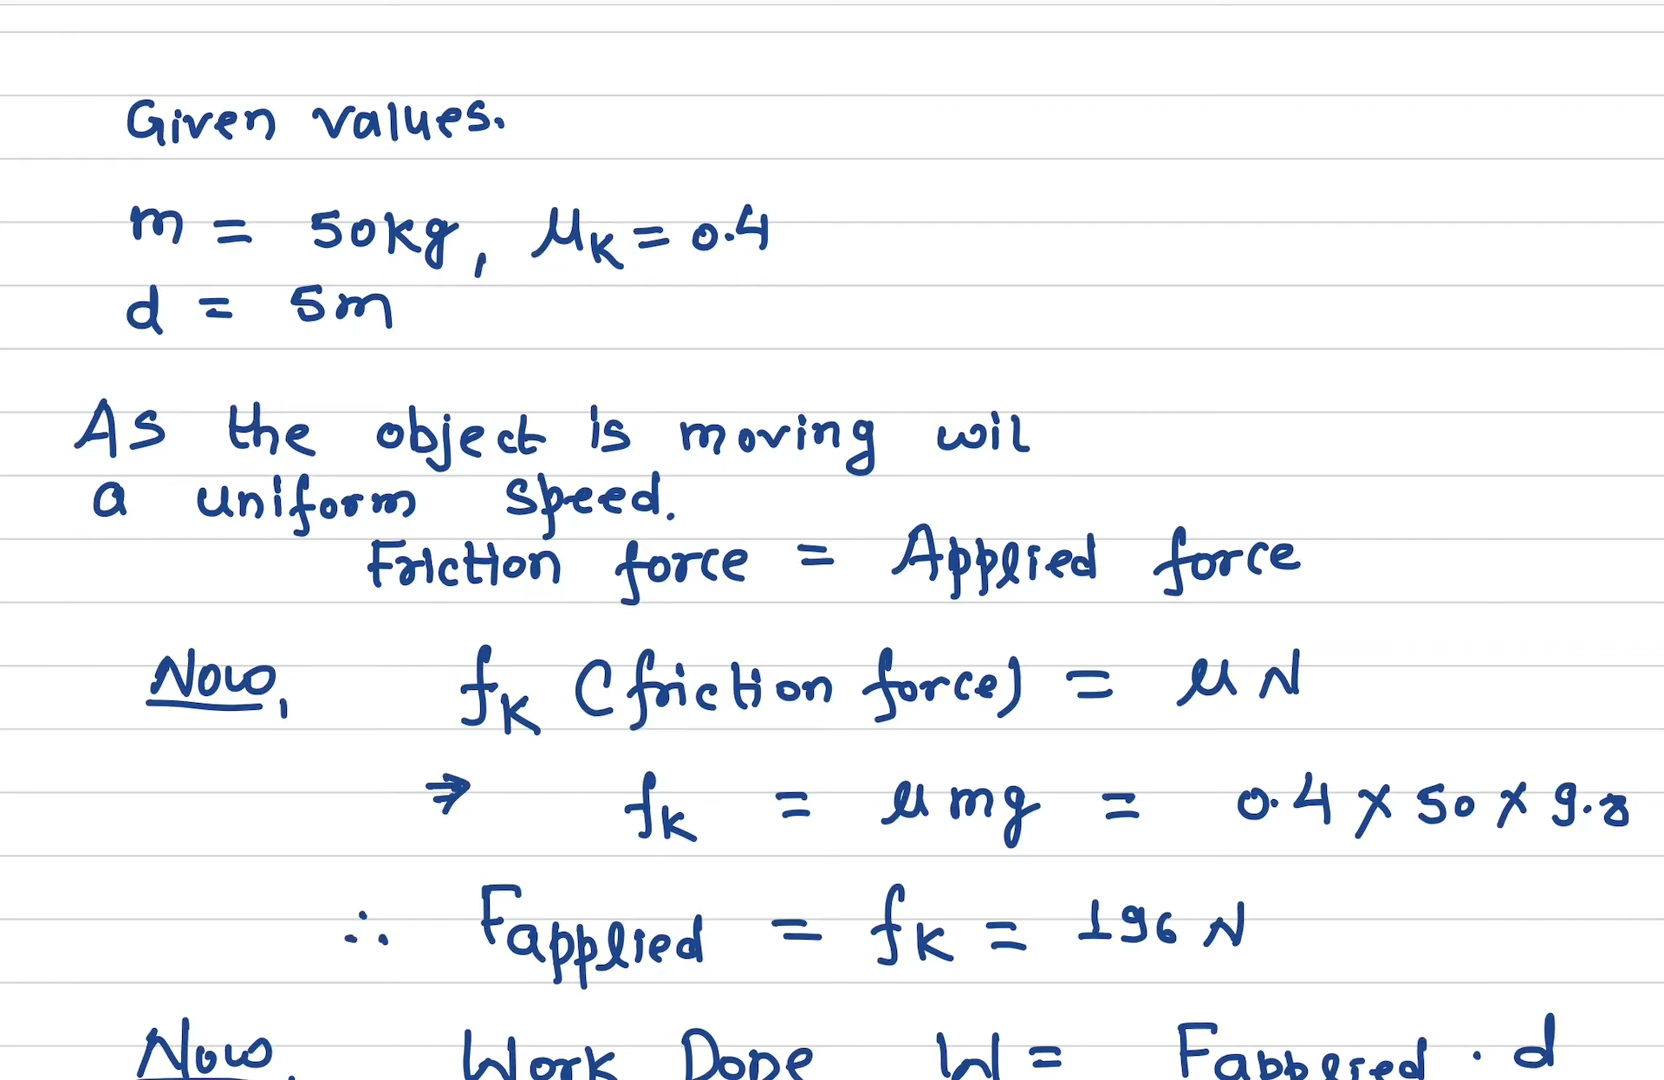 Given values.
m = 50kg, μK = 0.4
d = 5m
As the object is moving wil
a uniform speed.
Friction force = Applied force
Now, fK (friction force) = μN
⇒ fK = μmg = 0.4 × 50 × 9.8
∴ Fapplied = fK = 196 N
Now, Work Done W = Fapplied · d